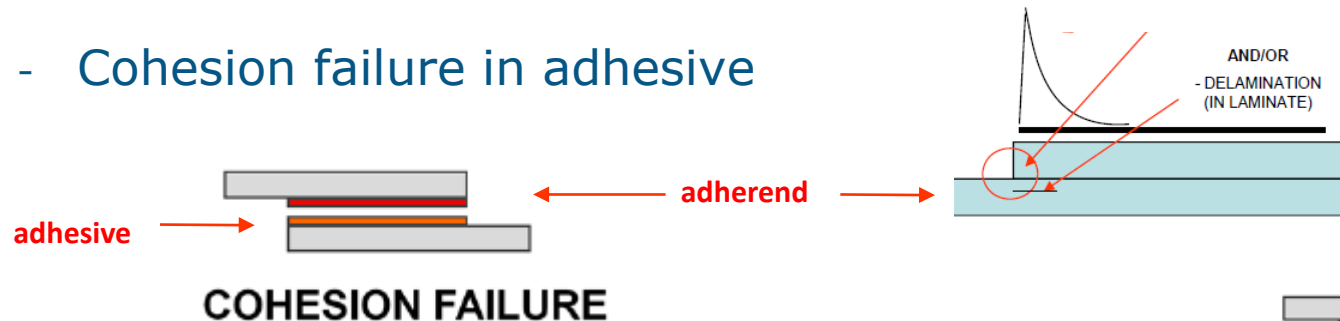 - Cohesion failure in adhesive
AND/OR
- DELAMINATION
(IN LAMINATE)
adherend
adhesive
COHESION FAILURE